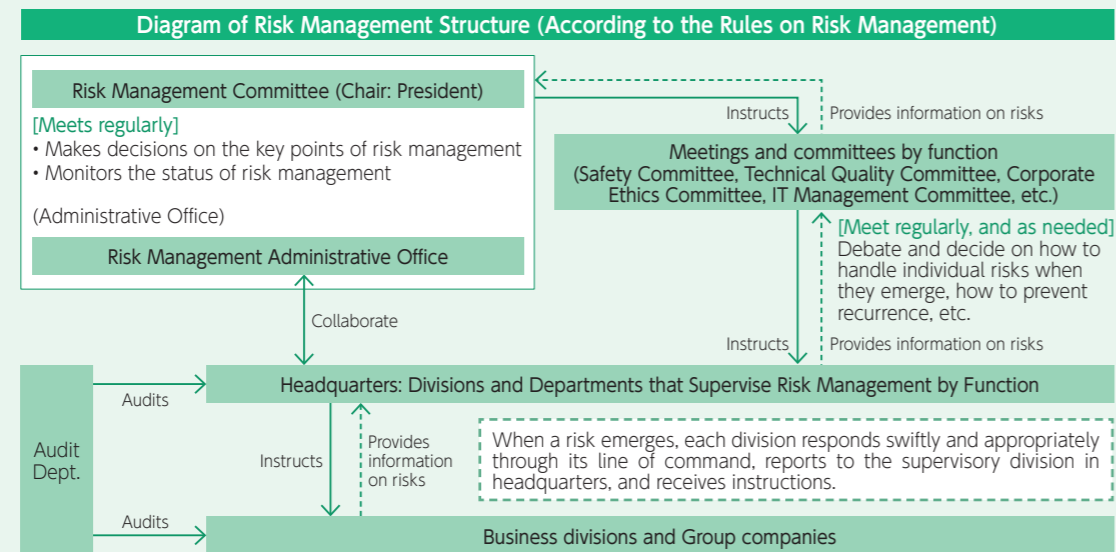 Diagram of Risk Management Structure (According to the Rules on Risk Management)
Risk Management Committee (Chair: President)
[Meets regularly]
• Makes decisions on the key points of risk management
• Monitors the status of risk management
(Administrative Office)
Risk Management Administrative Office
Instructs
Provides information on risks
Meetings and committees by function
(Safety Committee, Technical Quality Committee, Corporate
Ethics Committee, IT Management Committee, etc.)
[Meet regularly, and as needed]
Debate and decide on how to
handle individual risks when
they emerge, how to prevent
recurrence, etc.
Collaborate
Instructs
Provides information on risks
Headquarters: Divisions and Departments that Supervise Risk Management by Function
Audits
Audit
Dept.
Instructs
Provides
information
on risks
When a risk emerges, each division responds swiftly and appropriately
through its line of command, reports to the supervisory division in
headquarters, and receives instructions.
Audits
Business divisions and Group companies